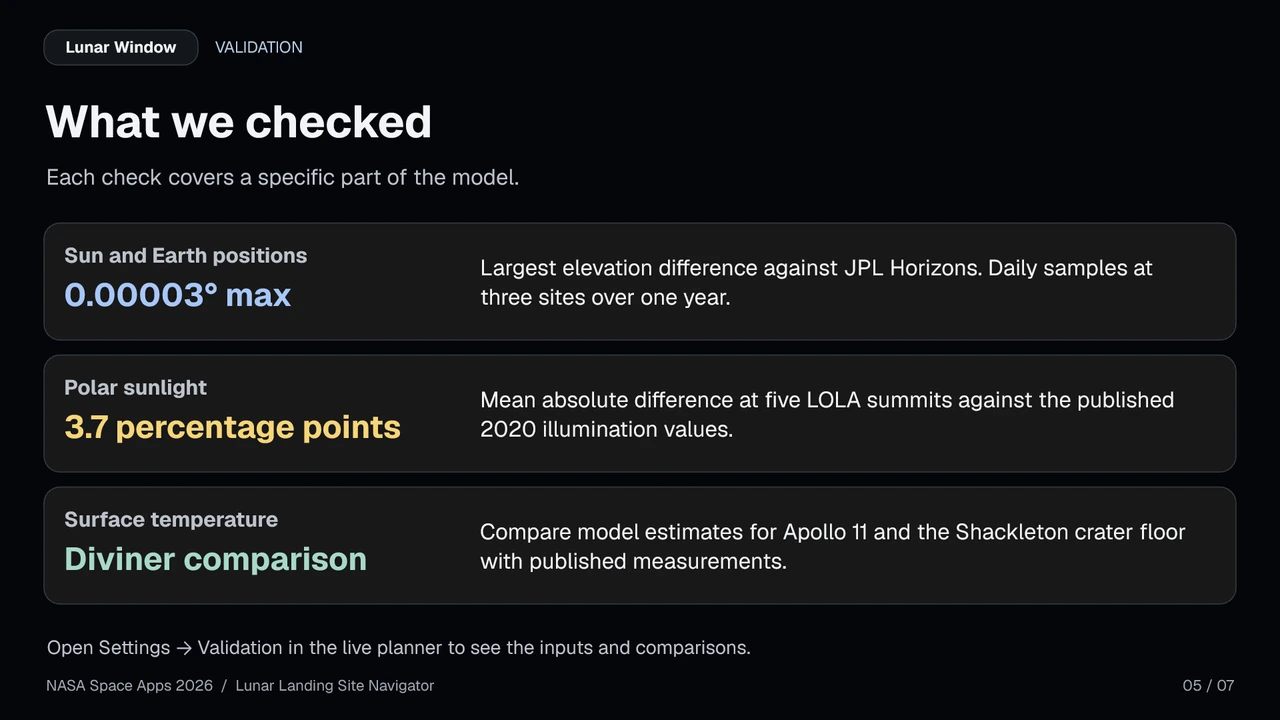 Lunar Window
VALIDATION
What we checked
Each check covers a specific part of the model.
Sun and Earth positions
0.00003° max
Largest elevation difference against JPL Horizons. Daily samples at
three sites over one year.
Polar sunlight
3.7 percentage points
Mean absolute difference at five LOLA summits against the published
2020 illumination values.
Surface temperature
Diviner comparison
Compare model estimates for Apollo 11 and the Shackleton crater floor
with published measurements.
Open Settings → Validation in the live planner to see the inputs and comparisons.
NASA Space Apps 2026 / Lunar Landing Site Navigator
05 / 07